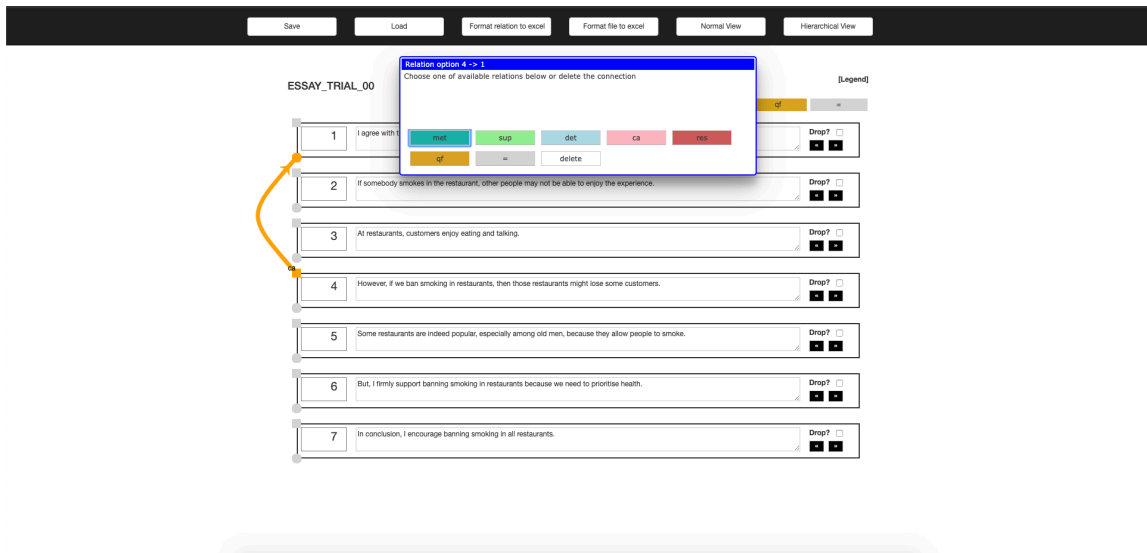 Save Load Format relation to excel Format file to excel Normal View Hierarchical View
Relation option 4 -> 1
Choose one of available relations below or delete the connection
met sup det ca res
qf = delete
ESSAY_TRIAL_00
[Legend]
qf =
1 I agree with t Drop?
« »
2 If somebody smokes in the restaurant, other people may not be able to enjoy the experience. Drop?
« »
3 At restaurants, customers enjoy eating and talking. Drop?
« »
ca
4 However, if we ban smoking in restaurants, then those restaurants might lose some customers. Drop?
« »
5 Some restaurants are indeed popular, especially among old men, because they allow people to smoke. Drop?
« »
6 But, I firmly support banning smoking in restaurants because we need to prioritise health. Drop?
« »
7 In conclusion, I encourage banning smoking in all restaurants. Drop?
« »